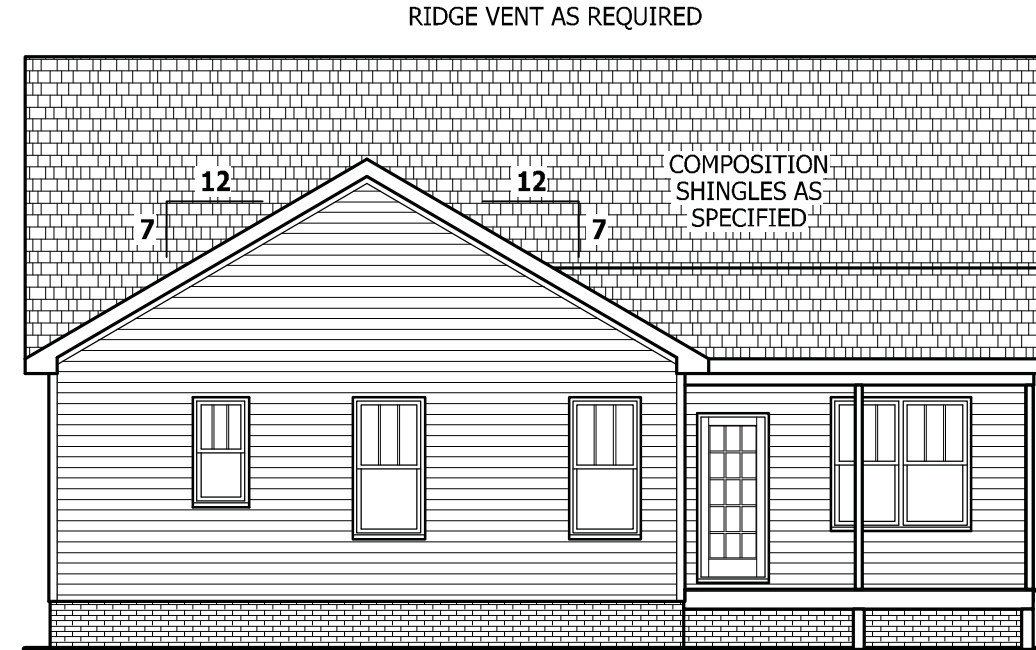 RIDGE VENT AS REQUIRED
COMPOSITION
SHINGLES AS
SPECIFIED
12
7
12
7